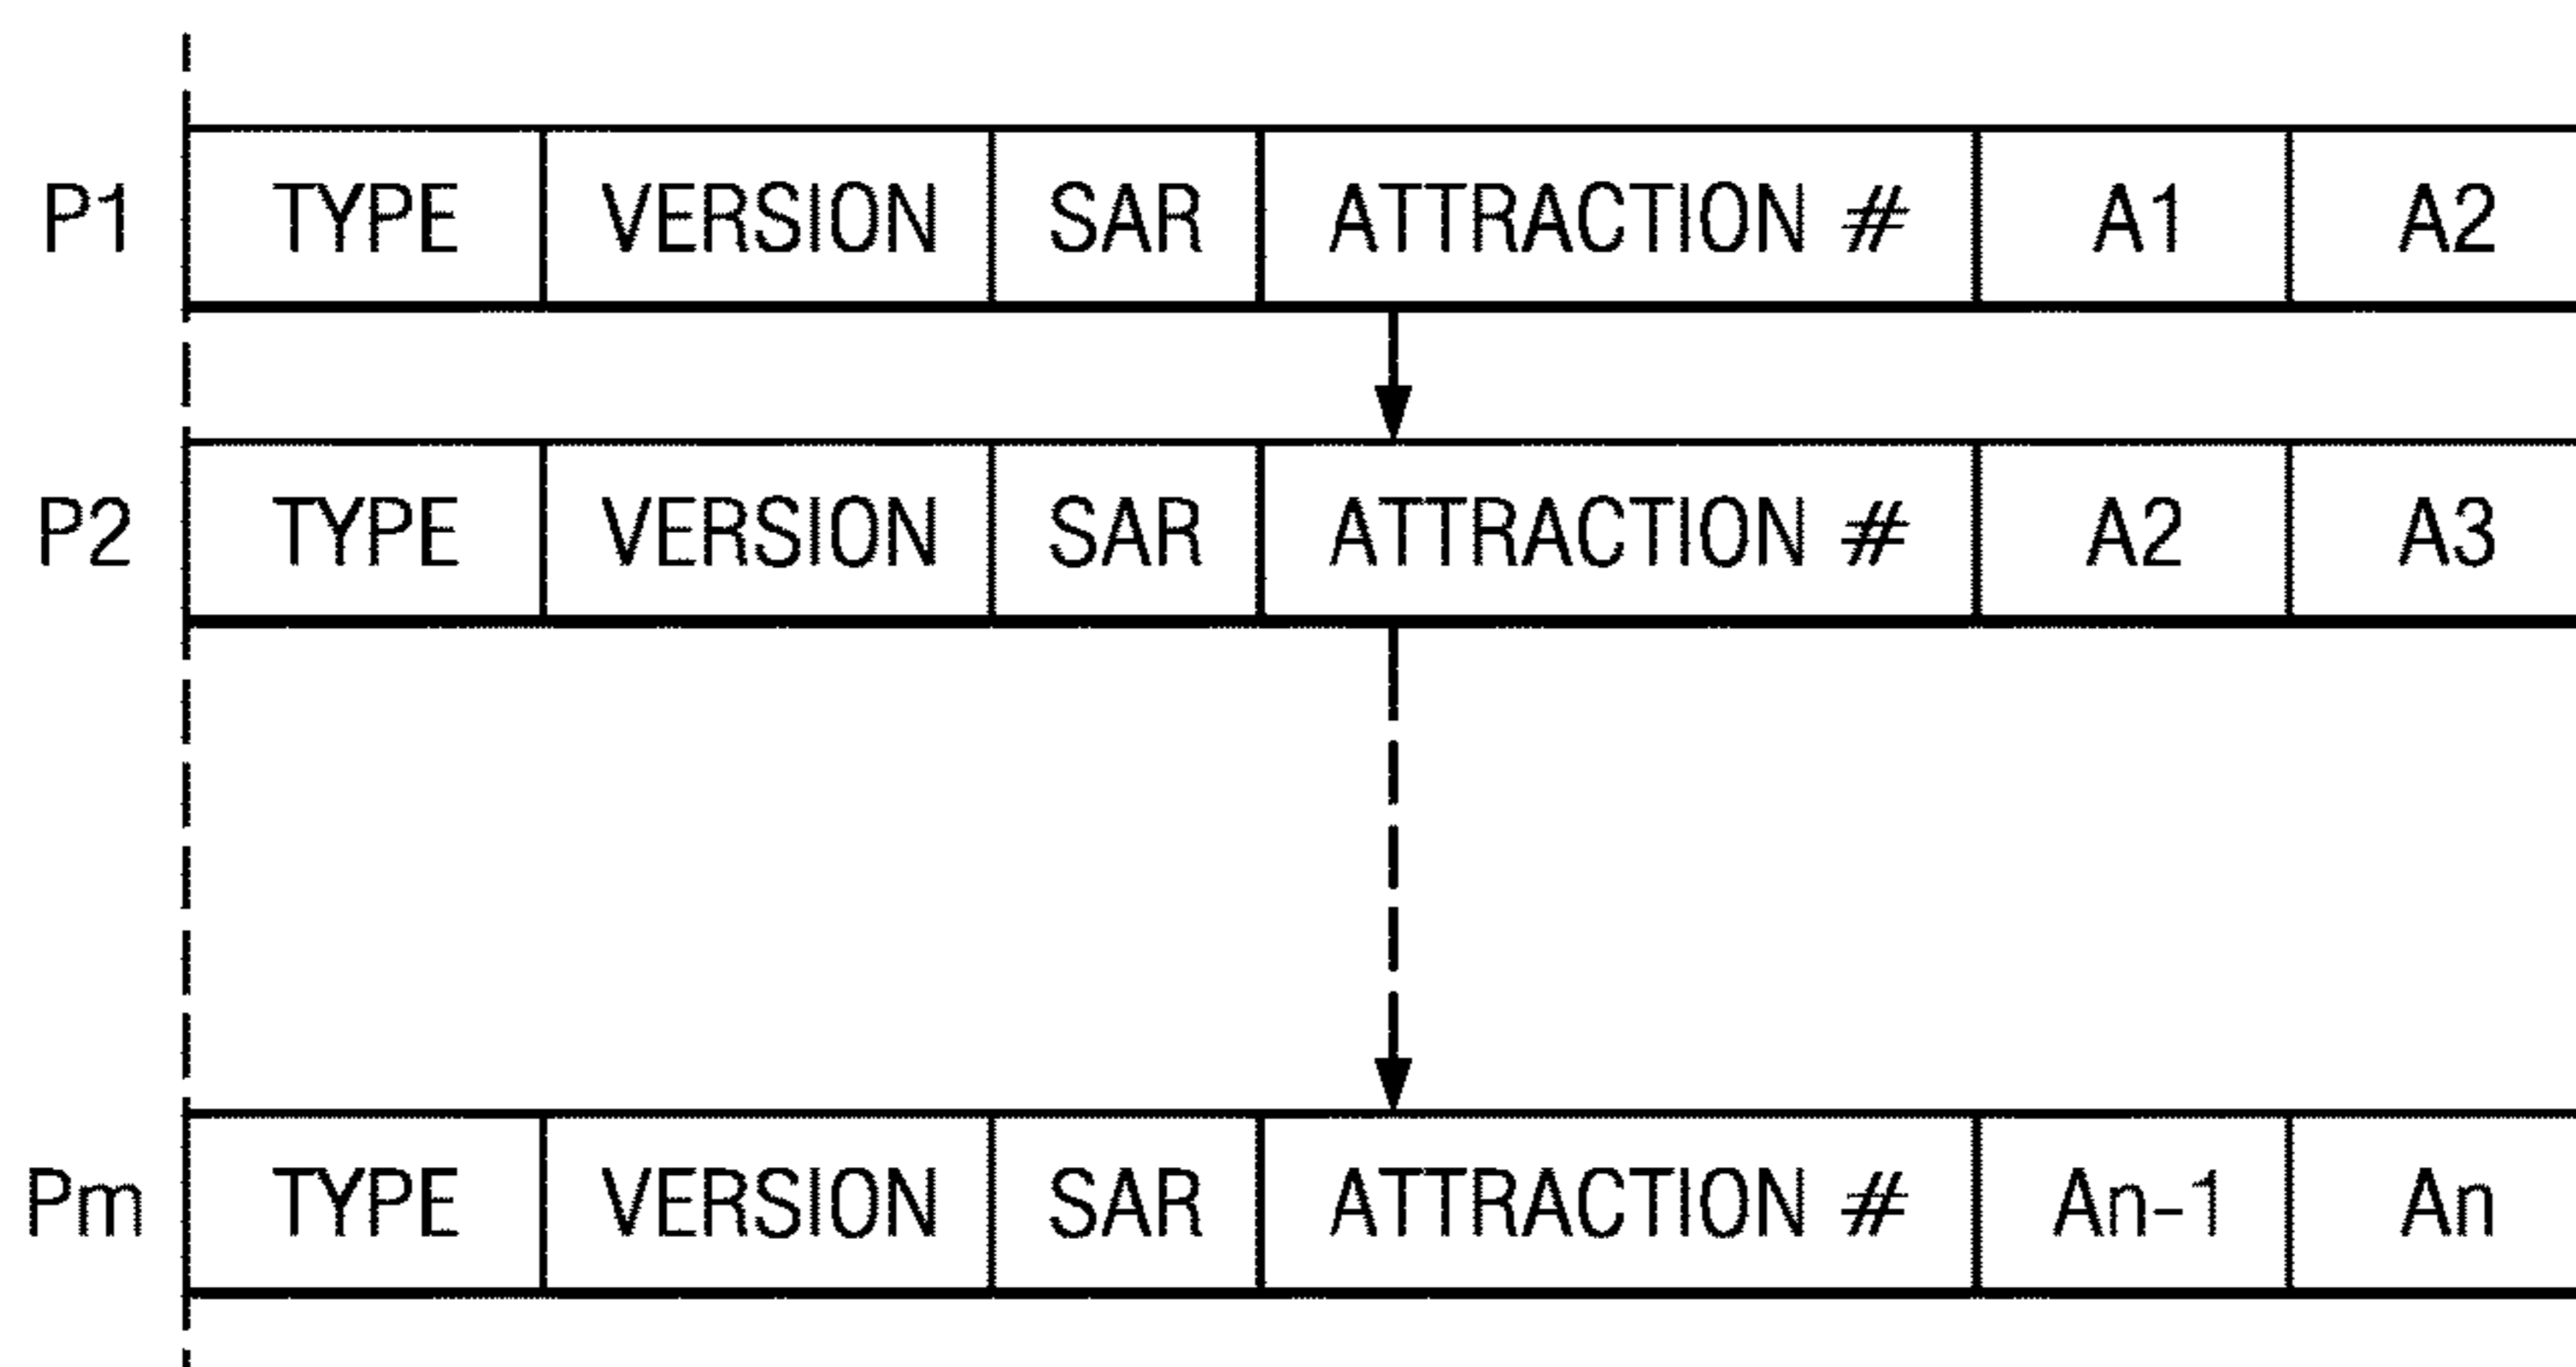 P1 TYPE VERSION SAR ATTRACTION # A1 A2
P2 TYPE VERSION SAR ATTRACTION # A2 A3
Pm TYPE VERSION SAR ATTRACTION # An-1 An